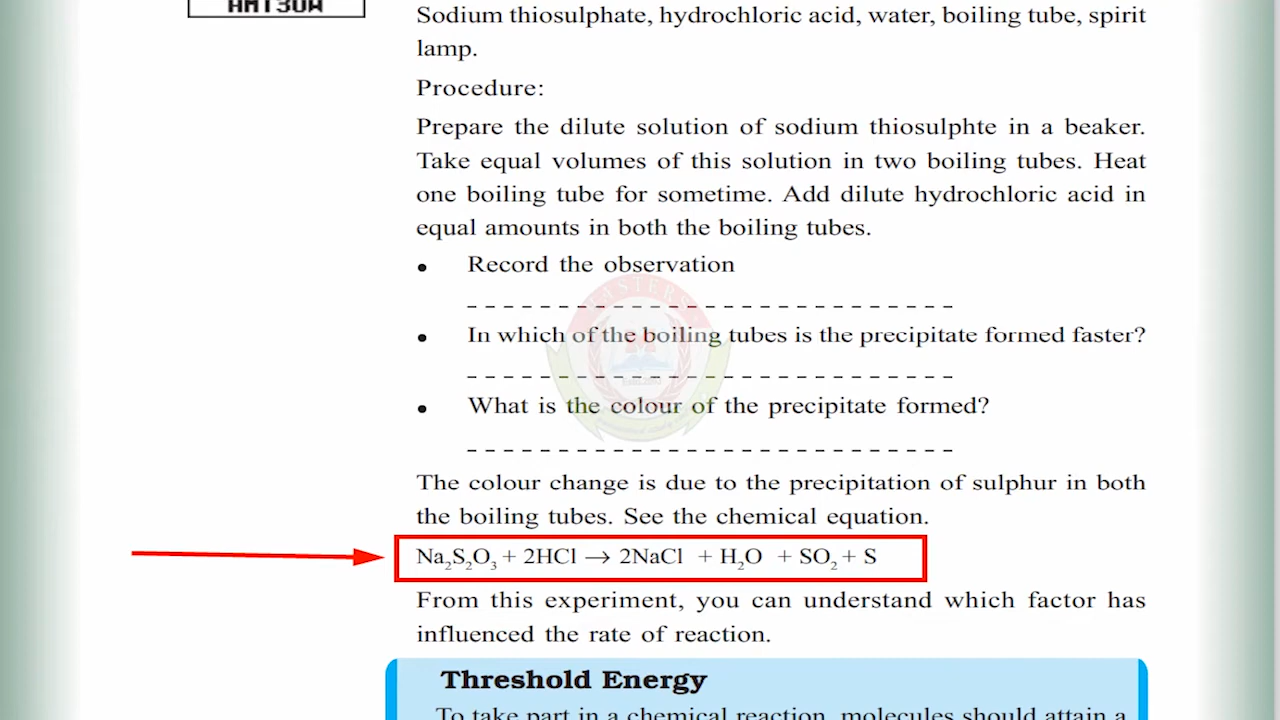 Sodium thiosulphate, hydrochloric acid, water, boiling tube, spirit
lamp.
Procedure:
Prepare the dilute solution of sodium thiosulphte in a beaker.
Take equal volumes of this solution in two boiling tubes. Heat
one boiling tube for sometime. Add dilute hydrochloric acid in
equal amounts in both the boiling tubes.
• Record the observation
• In which of the boiling tubes is the precipitate formed faster?
• What is the colour of the precipitate formed?
The colour change is due to the precipitation of sulphur in both
the boiling tubes. See the chemical equation.
Na₂S₂O₃ + 2HCl → 2NaCl + H₂O + SO₂ + S
From this experiment, you can understand which factor has
influenced the rate of reaction.
Threshold Energy
To take part in a chemical reaction, molecules should attain a